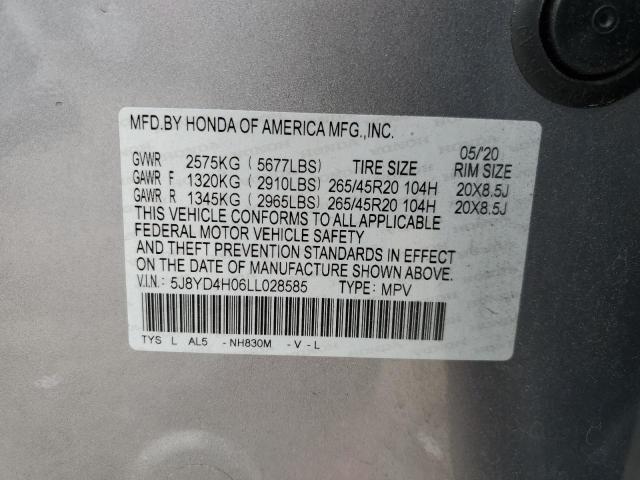 MFD.BY HONDA OF AMERICA MFG.,INC.
05/'20
GVWR 2575KG ( 5677LBS) TIRE SIZE RIM SIZE
GAWR F 1320KG ( 2910LBS) 265/45R20 104H 20X8.5J
GAWR R 1345KG ( 2965LBS) 265/45R20 104H 20X8.5J
THIS VEHICLE CONFORMS TO ALL APPLICABLE
FEDERAL MOTOR VEHICLE SAFETY
AND THEFT PREVENTION STANDARDS IN EFFECT
ON THE DATE OF MANUFACTURE SHOWN ABOVE.
V.I.N.: 5J8YD4H06LL028585 TYPE: MPV
TYS L AL5 -NH830M -V-L